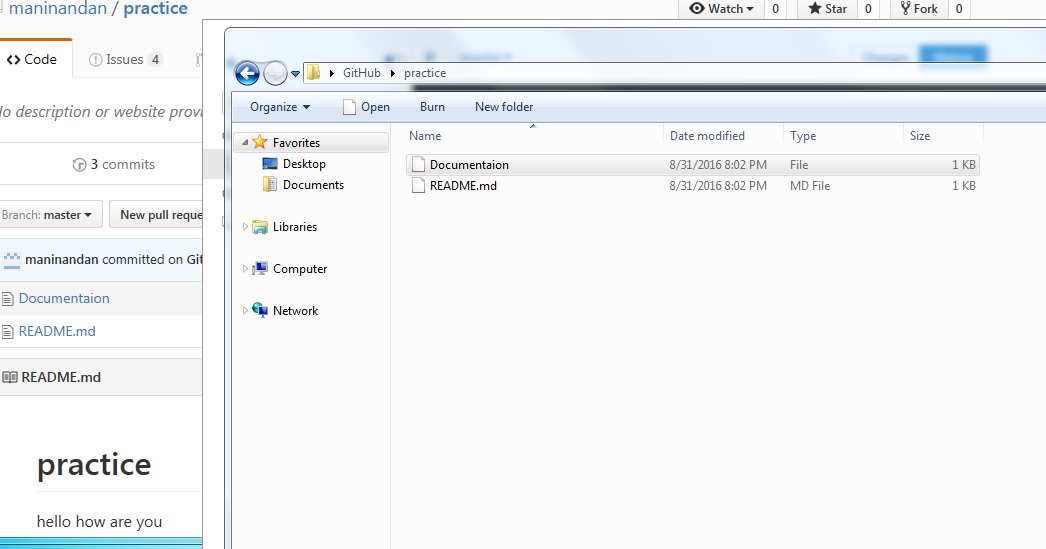 maninandan / practice
Watch 0 Star 0 Fork 0
Code Issues 4
GitHub practice
Organize Open Burn New folder
o description or website provi
3 commits
Branch: master New pull reque
maninandan committed on Git
Documentaion
README.md
README.md
practice
hello how are you
Favorites
Desktop
Documents
Libraries
Computer
Network
Name Date modified Type Size
Documentaion 8/31/2016 8:02 PM File 1 KB
README.md 8/31/2016 8:02 PM MD File 1 KB